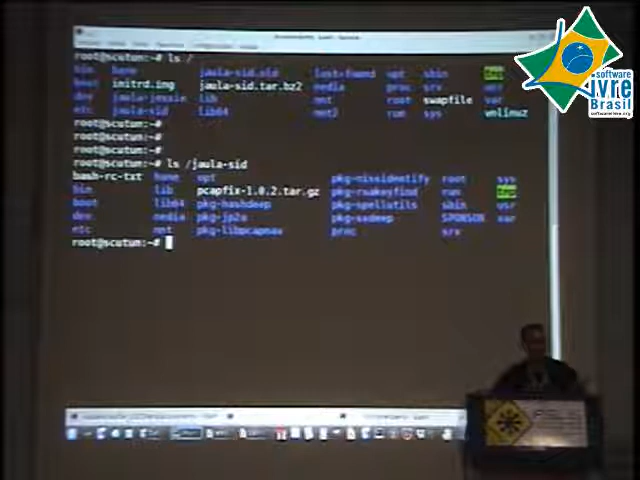 root@scutum:~# ls /
bin home jaula-sid.old lost+found opt sbin tmp
boot initrd.img jaula-sid.tar.bz2 media proc srv usr
dev jaula-jessie lib mnt root swapfile var
etc jaula-sid lib64 mnt2 run sys vmlinuz
root@scutum:~#
root@scutum:~#
root@scutum:~#
root@scutum:~# ls /jaula-sid
bash-rc-txt home opt pkg-missidentify root sys
bin lib pcapfix-1.0.2.tar.gz pkg-rsakeyfind run tmp
boot lib64 pkg-hashdeep pkg-spellutils sbin usr
dev media pkg-jp2a pkg-ssdeep SPONSOR var
etc mnt pkg-libpcapnav proc srv
root@scutum:~#
software
livre
Brasil
softwarelivre.org